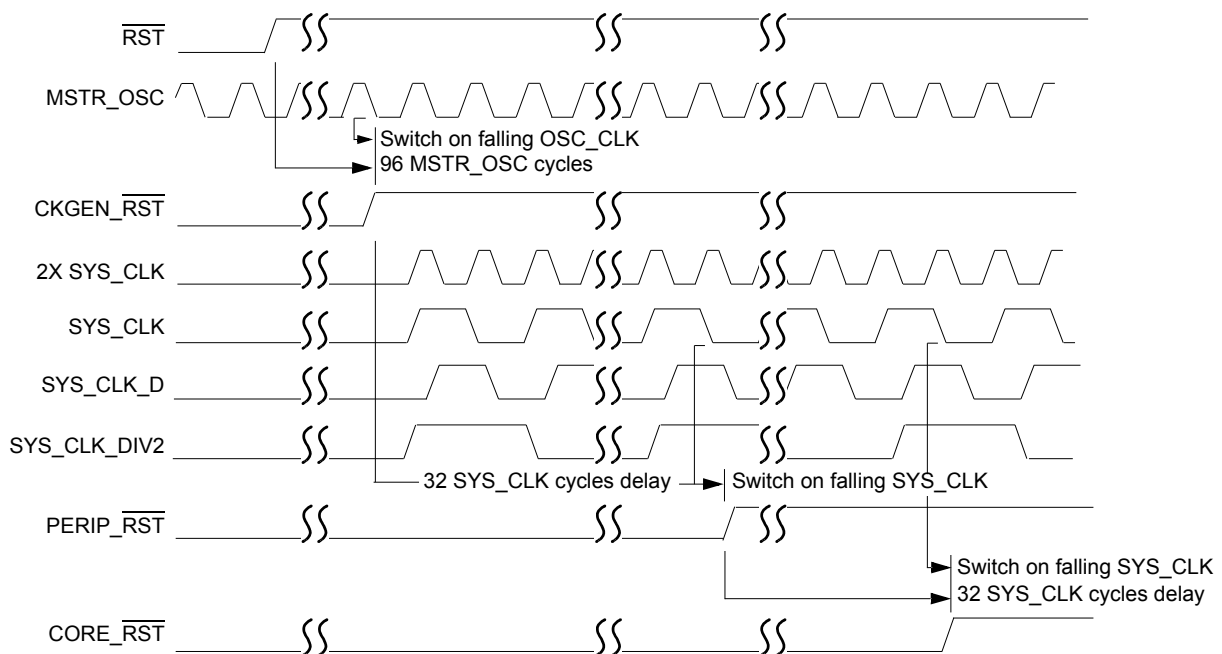 RST
MSTR_OSC
Switch on falling OSC_CLK
96 MSTR_OSC cycles
CKGEN_RST
2X SYS_CLK
SYS_CLK
SYS_CLK_D
SYS_CLK_DIV2
32 SYS_CLK cycles delay
Switch on falling SYS_CLK
PERIP_RST
Switch on falling SYS_CLK
32 SYS_CLK cycles delay
CORE_RST